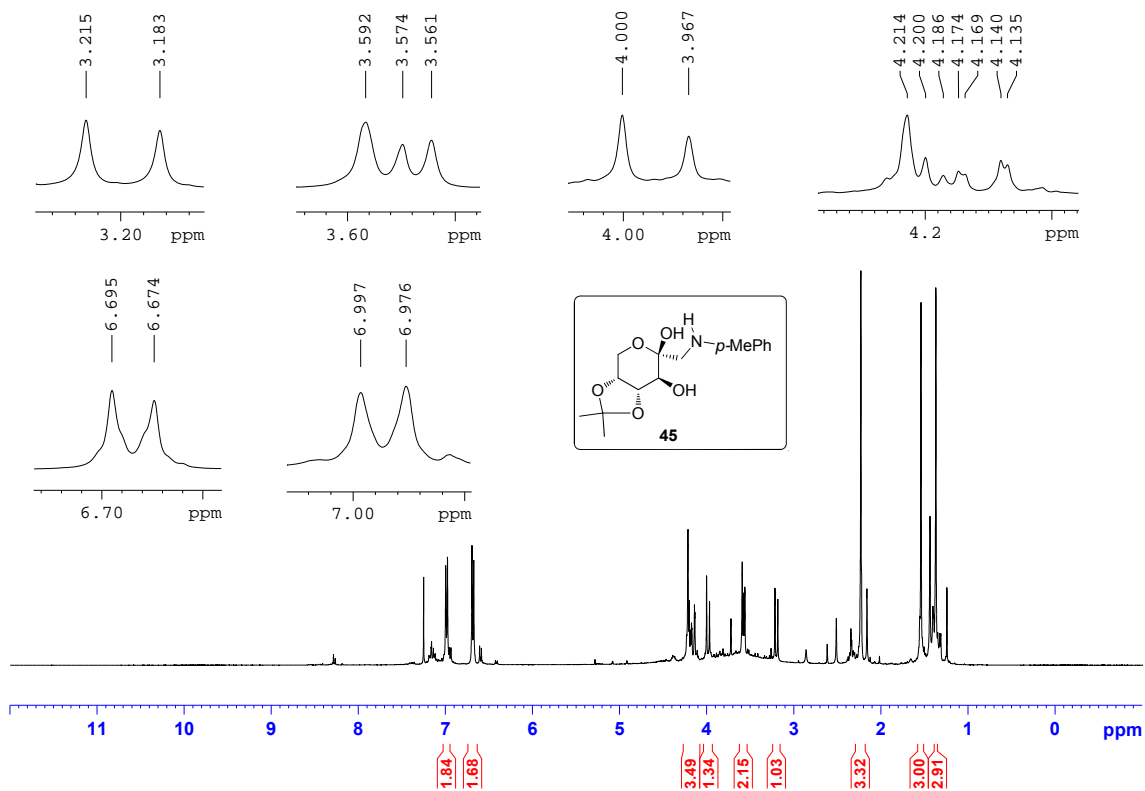 3.215 3.183 3.592 3.574 3.561 4.000 3.967 4.214 4.200 4.186 4.174 4.169 4.140 4.135
3.20 ppm 3.60 ppm 4.00 ppm 4.2 ppm
6.695 6.674 6.997 6.976
6.70 ppm 7.00 ppm
H
OH
O
N
p-MePh
O
OH
O
45
11 10 9 8 7 6 5 4 3 2 1 0 ppm
1.84 1.68 3.49 1.34 2.15 1.03 3.32 3.00 2.91